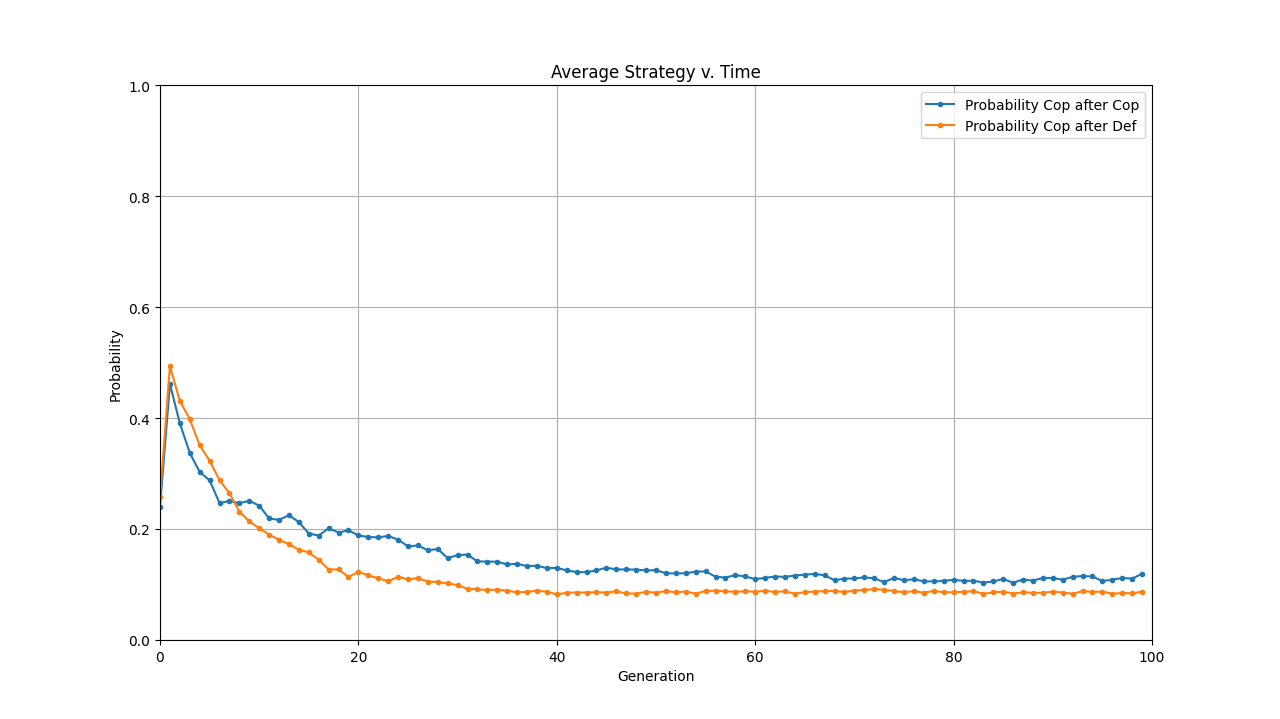 Average Strategy v. Time
Probability Cop after Cop
Probability Cop after Def
Probability
1.0
0.8
0.6
0.4
0.2
0.0
0 20 40 60 80 100
Generation